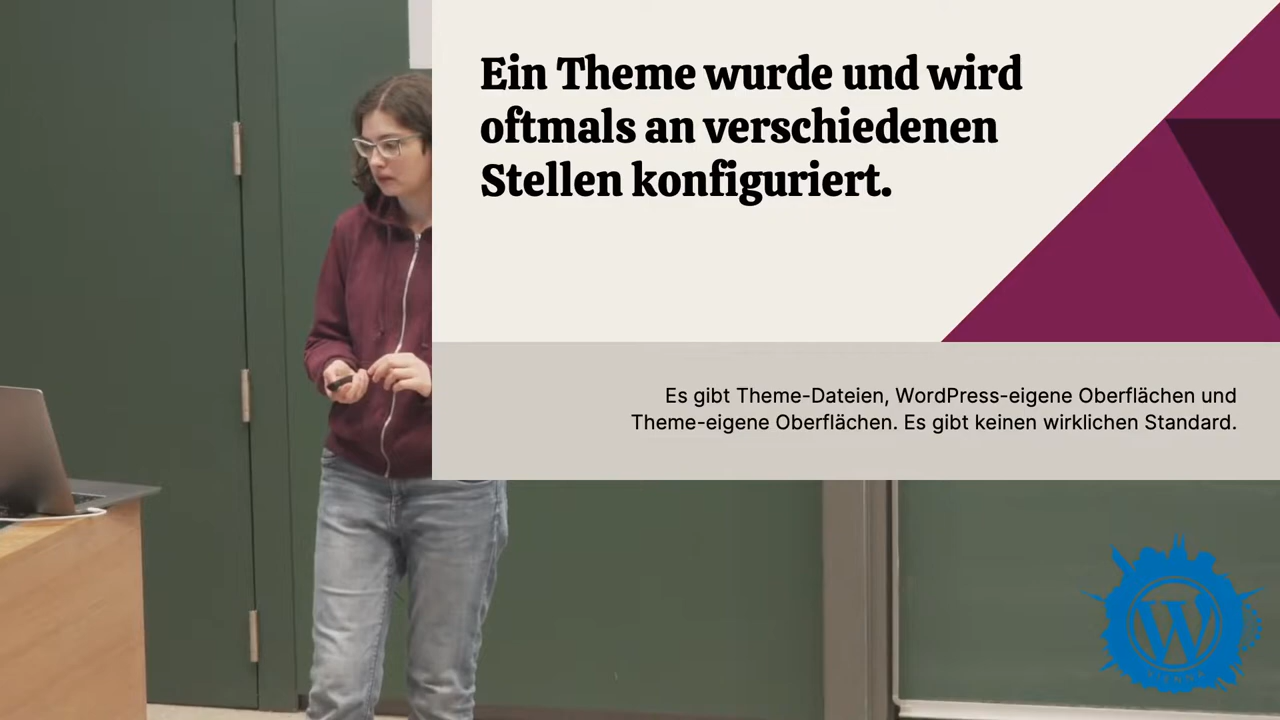 Ein Theme wurde und wird
oftmals an verschiedenen
Stellen konfiguriert.
Es gibt Theme-Dateien, WordPress-eigene Oberflächen und
Theme-eigene Oberflächen. Es gibt keinen wirklichen Standard.
W